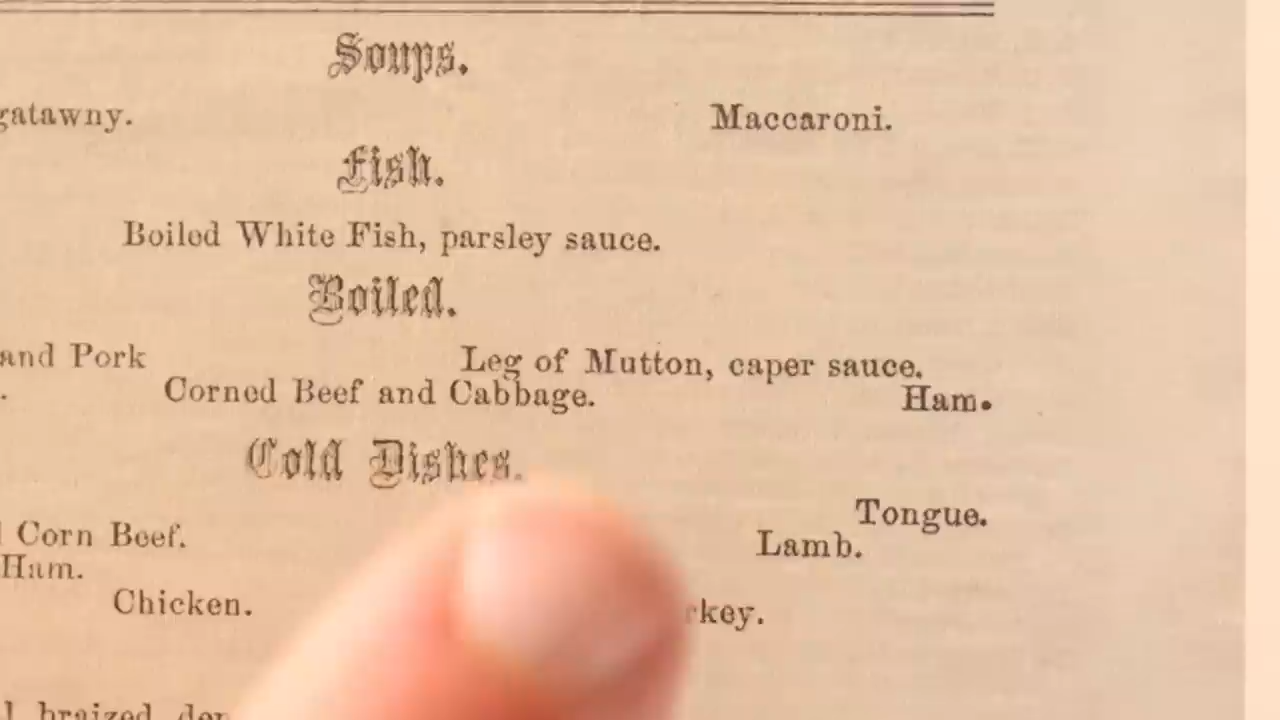 Soups.
gatawny. Maccaroni.
Fish.
Boiled White Fish, parsley sauce.
Boiled.
and Pork Leg of Mutton, caper sauce.
. Corned Beef and Cabbage. Ham.
Cold Dishes.
Tongue.
Corn Beef. Lamb.
Ham.
Chicken. rkey.
braized